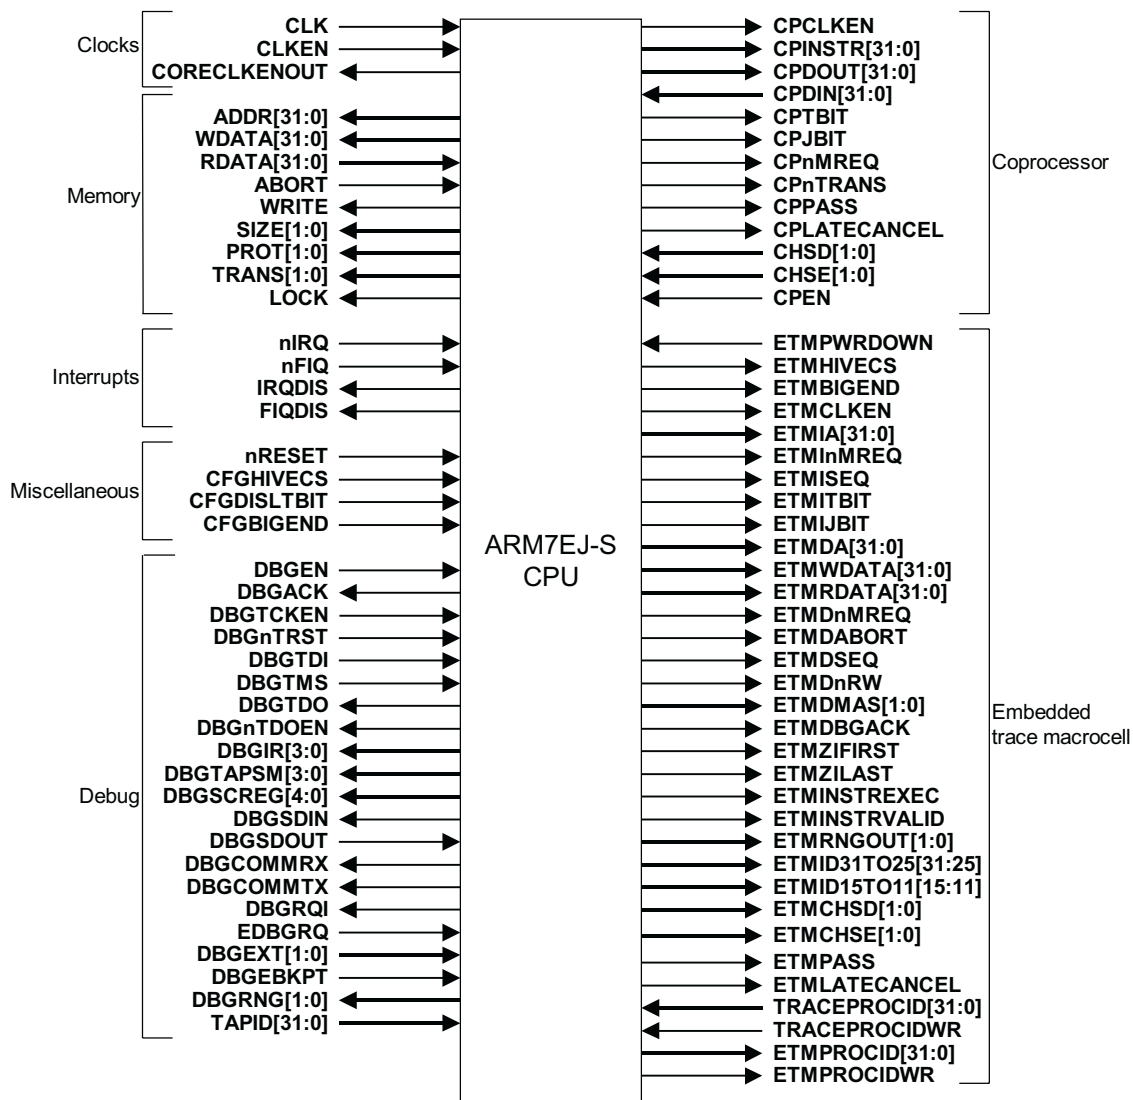 Clocks
CLK
CLKEN
CORECLKENOUT
Memory
ADDR[31:0]
WDATA[31:0]
RDATA[31:0]
ABORT
WRITE
SIZE[1:0]
PROT[1:0]
TRANS[1:0]
LOCK
Interrupts
nIRQ
nFIQ
IRQDIS
FIQDIS
Miscellaneous
nRESET
CFGHIVECS
CFGDISLTBIT
CFGBIGEND
Debug
DBGEN
DBGACK
DBGTCKEN
DBGnTRST
DBGTDI
DBGTMS
DBGTDO
DBGnTDOEN
DBGIR[3:0]
DBGTAPSM[3:0]
DBGSCREG[4:0]
DBGSDIN
DBGSDOUT
DBGCOMMRX
DBGCOMMTX
DBGRQI
EDBGRQ
DBGEXT[1:0]
DBGEBKPT
DBGRNG[1:0]
TAPID[31:0]
ARM7EJ-S
CPU
CPCLKEN
CPINSTR[31:0]
CPDOUT[31:0]
CPDIN[31:0]
CPTBIT
CPJBIT
CPnMREQ
CPnTRANS
CPPASS
CPLATECANCEL
CHSD[1:0]
CHSE[1:0]
CPEN
Coprocessor
ETMPWRDOWN
ETMHIVECS
ETMBIGEND
ETMCLKEN
ETMIA[31:0]
ETMInMREQ
ETMISEQ
ETMITBIT
ETMIJBIT
ETMDA[31:0]
ETMWDATA[31:0]
ETMRDATA[31:0]
ETMDnMREQ
ETMDABORT
ETMDSEQ
ETMDnRW
ETMDMAS[1:0]
ETMDBGACK
ETMZIFIRST
ETMZILAST
ETMINSTREXEC
ETMINSTRVALID
ETMRNGOUT[1:0]
ETMID31TO25[31:25]
ETMID15TO11[15:11]
ETMCHSD[1:0]
ETMCHSE[1:0]
ETMPASS
ETMLATECANCEL
TRACEPROCID[31:0]
TRACEPROCIDWR
ETMPROCID[31:0]
ETMPROCIDWR
Embedded
trace macrocell